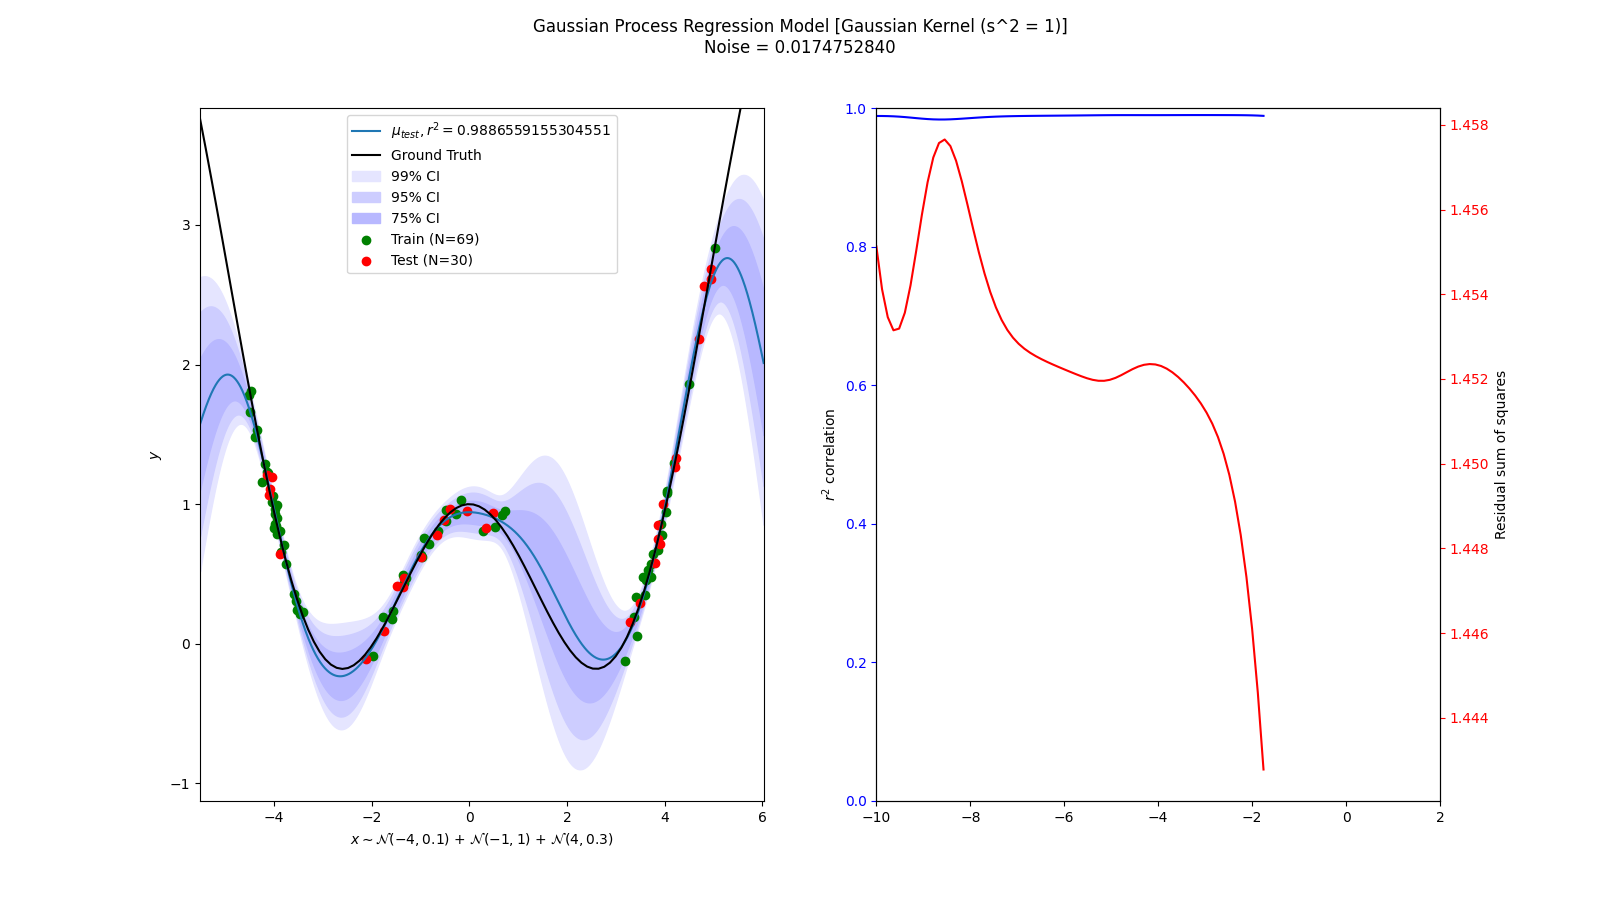 Gaussian Process Regression Model [Gaussian Kernel (s^2 = 1)]
Noise = 0.0174752840
μ_test, r² = 0.9886559155304551
Ground Truth
99% CI
95% CI
75% CI
Train (N=69)
Test (N=30)
y
3
2
1
0
−1
−4 −2 0 2 4 6
x ~ 𝒩(−4, 0.1) + 𝒩(−1, 1) + 𝒩(4, 0.3)
r² correlation
1.0
0.8
0.6
0.4
0.2
0.0
−10 −8 −6 −4 −2 0 2
1.458
1.456
1.454
1.452
1.450
1.448
1.446
1.444
Residual sum of squares